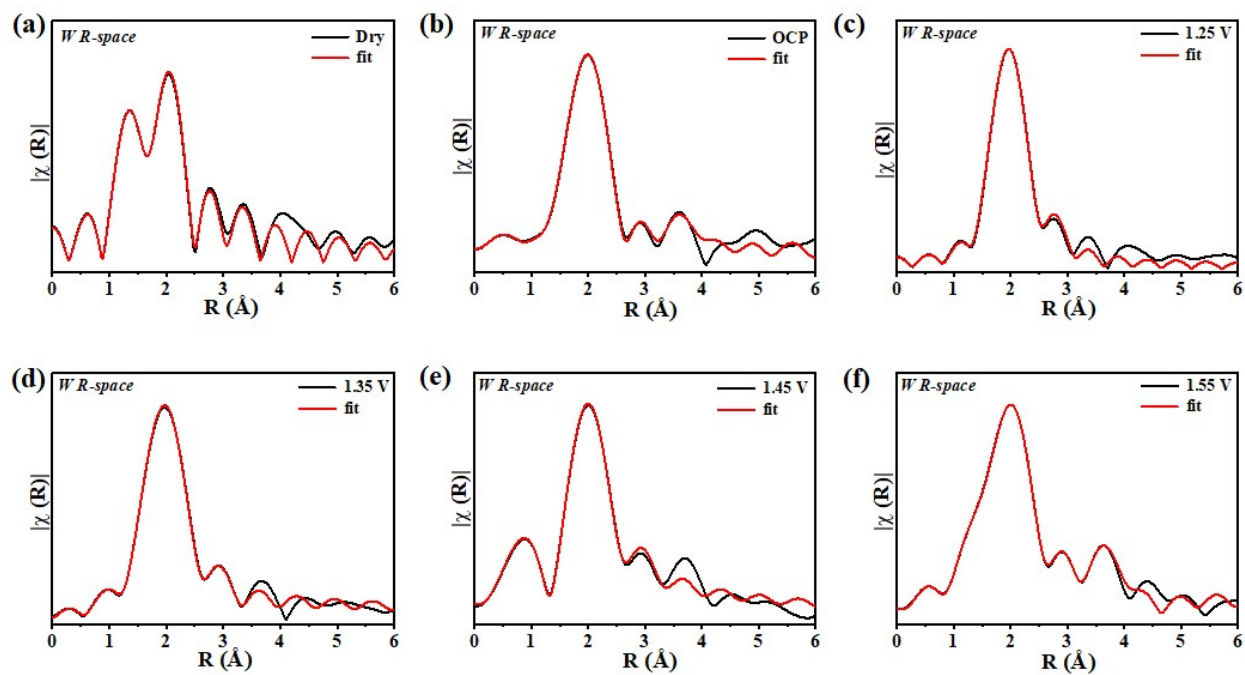 (a)
W R-space
Dry
fit
|χ (R)|
0 1 2 3 4 5 6
R (Å)
(b)
W R-space
OCP
fit
|χ (R)|
0 1 2 3 4 5 6
R (Å)
(c)
W R-space
1.25 V
fit
|χ (R)|
0 1 2 3 4 5 6
R (Å)
(d)
W R-space
1.35 V
fit
|χ (R)|
0 1 2 3 4 5 6
R (Å)
(e)
W R-space
1.45 V
fit
|χ (R)|
0 1 2 3 4 5 6
R (Å)
(f)
W R-space
1.55 V
fit
|χ (R)|
0 1 2 3 4 5 6
R (Å)